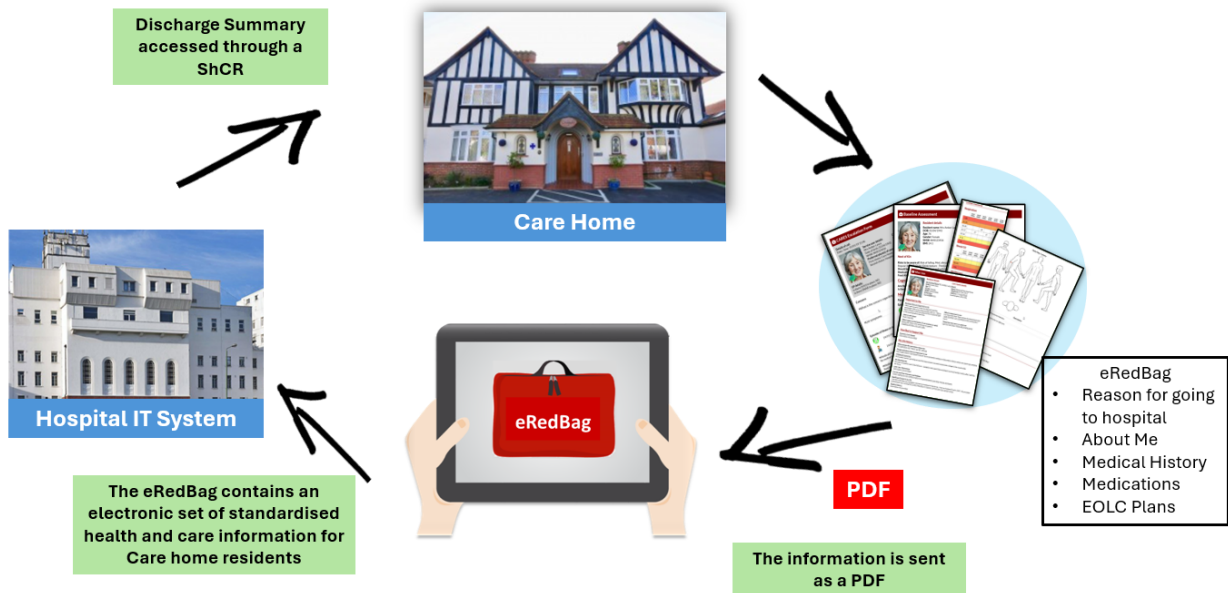 Discharge Summary
accessed through a
ShCR
Care Home
Hospital IT System
eRedBag
The eRedBag contains an
electronic set of standardised
health and care information for
Care home residents
PDF
The information is sent
as a PDF
Baseline Assessment
eRedBag
• Reason for going
to hospital
• About Me
• Medical History
• Medications
• EOLC Plans